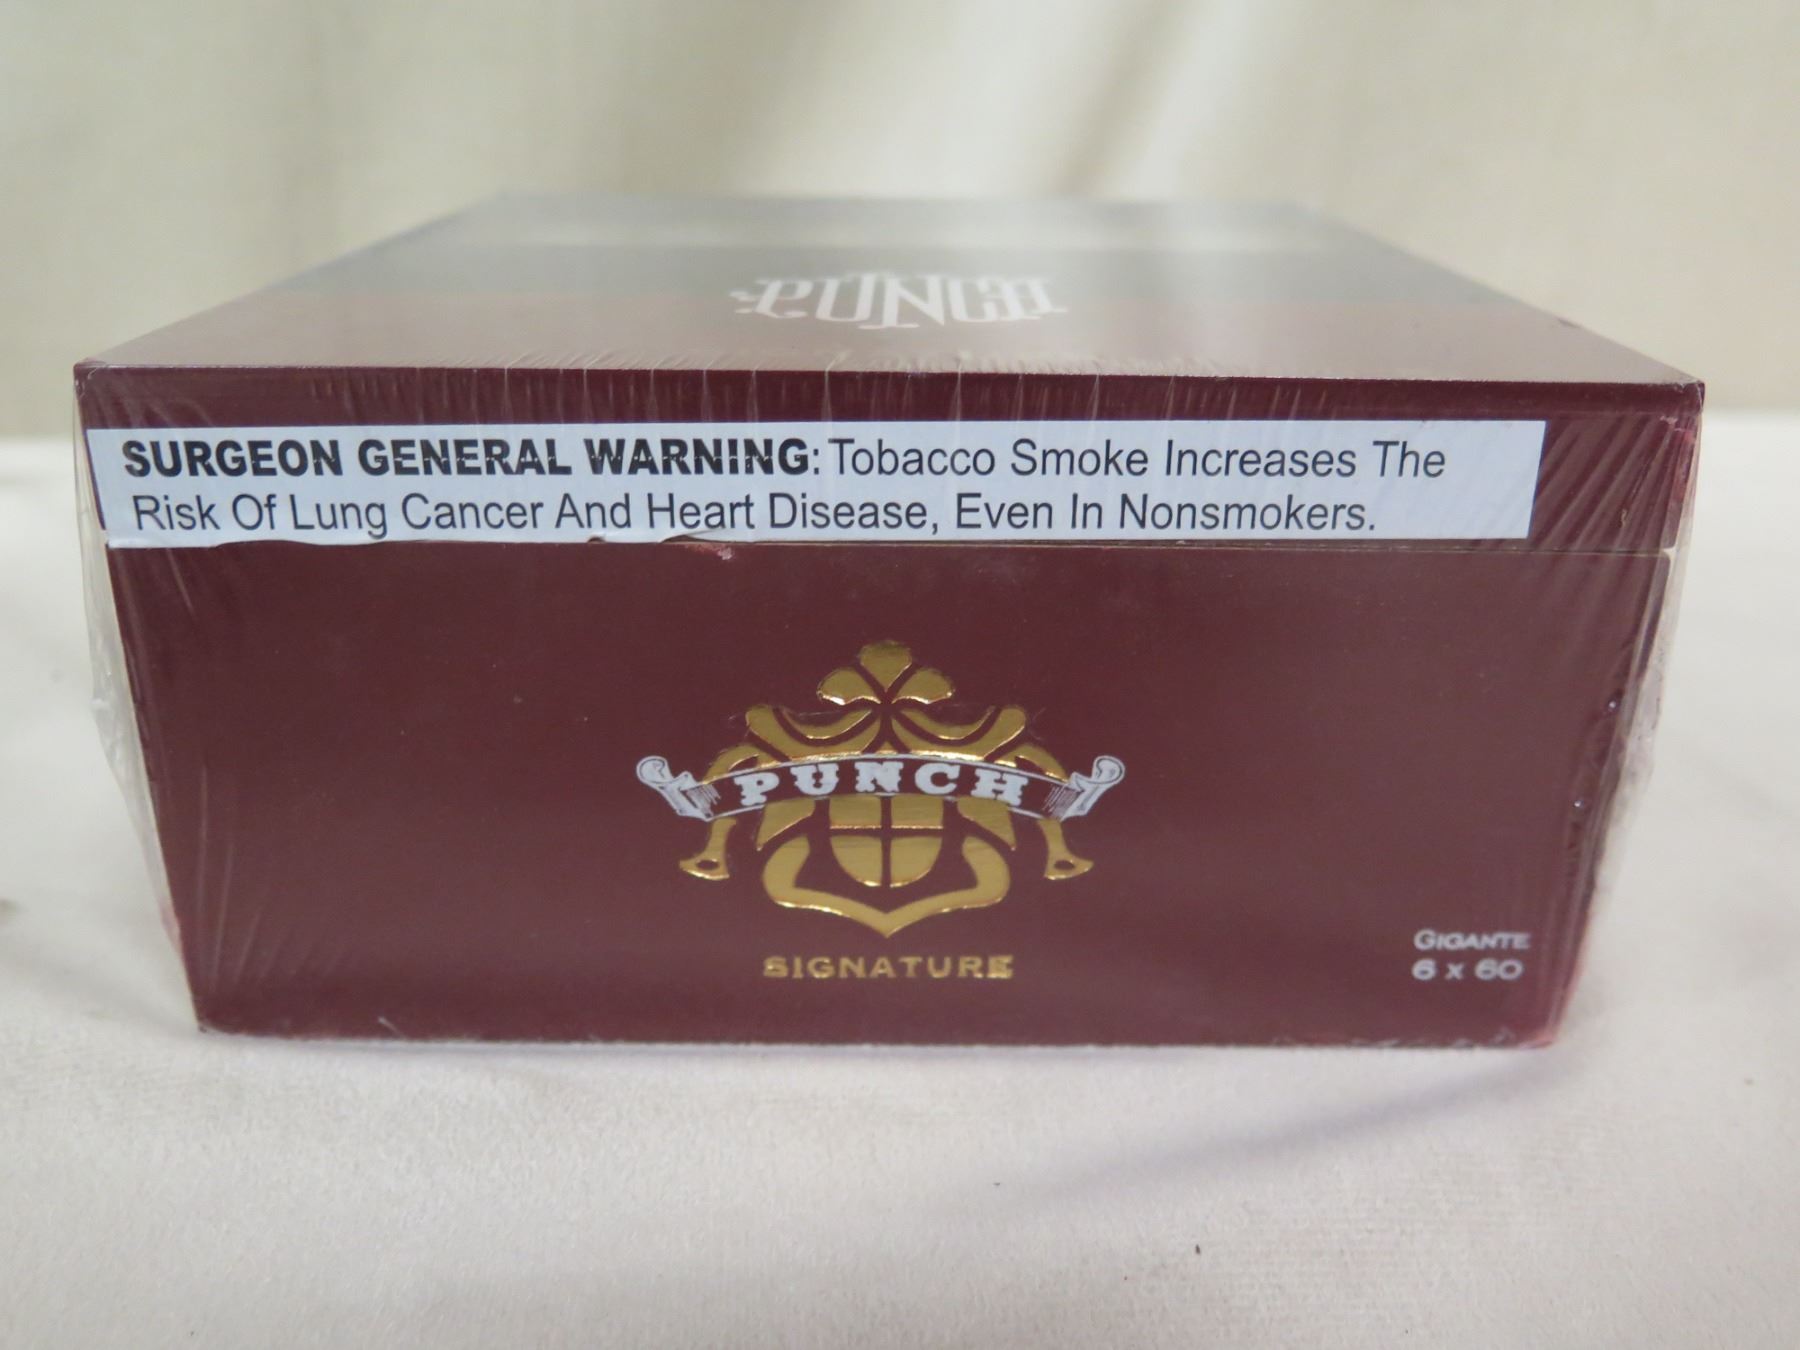 SURGEON GENERAL WARNING: Tobacco Smoke Increases The
Risk Of Lung Cancer And Heart Disease, Even In Nonsmokers.
PUNCH
SIGNATURE
GIGANTE
6 x 60